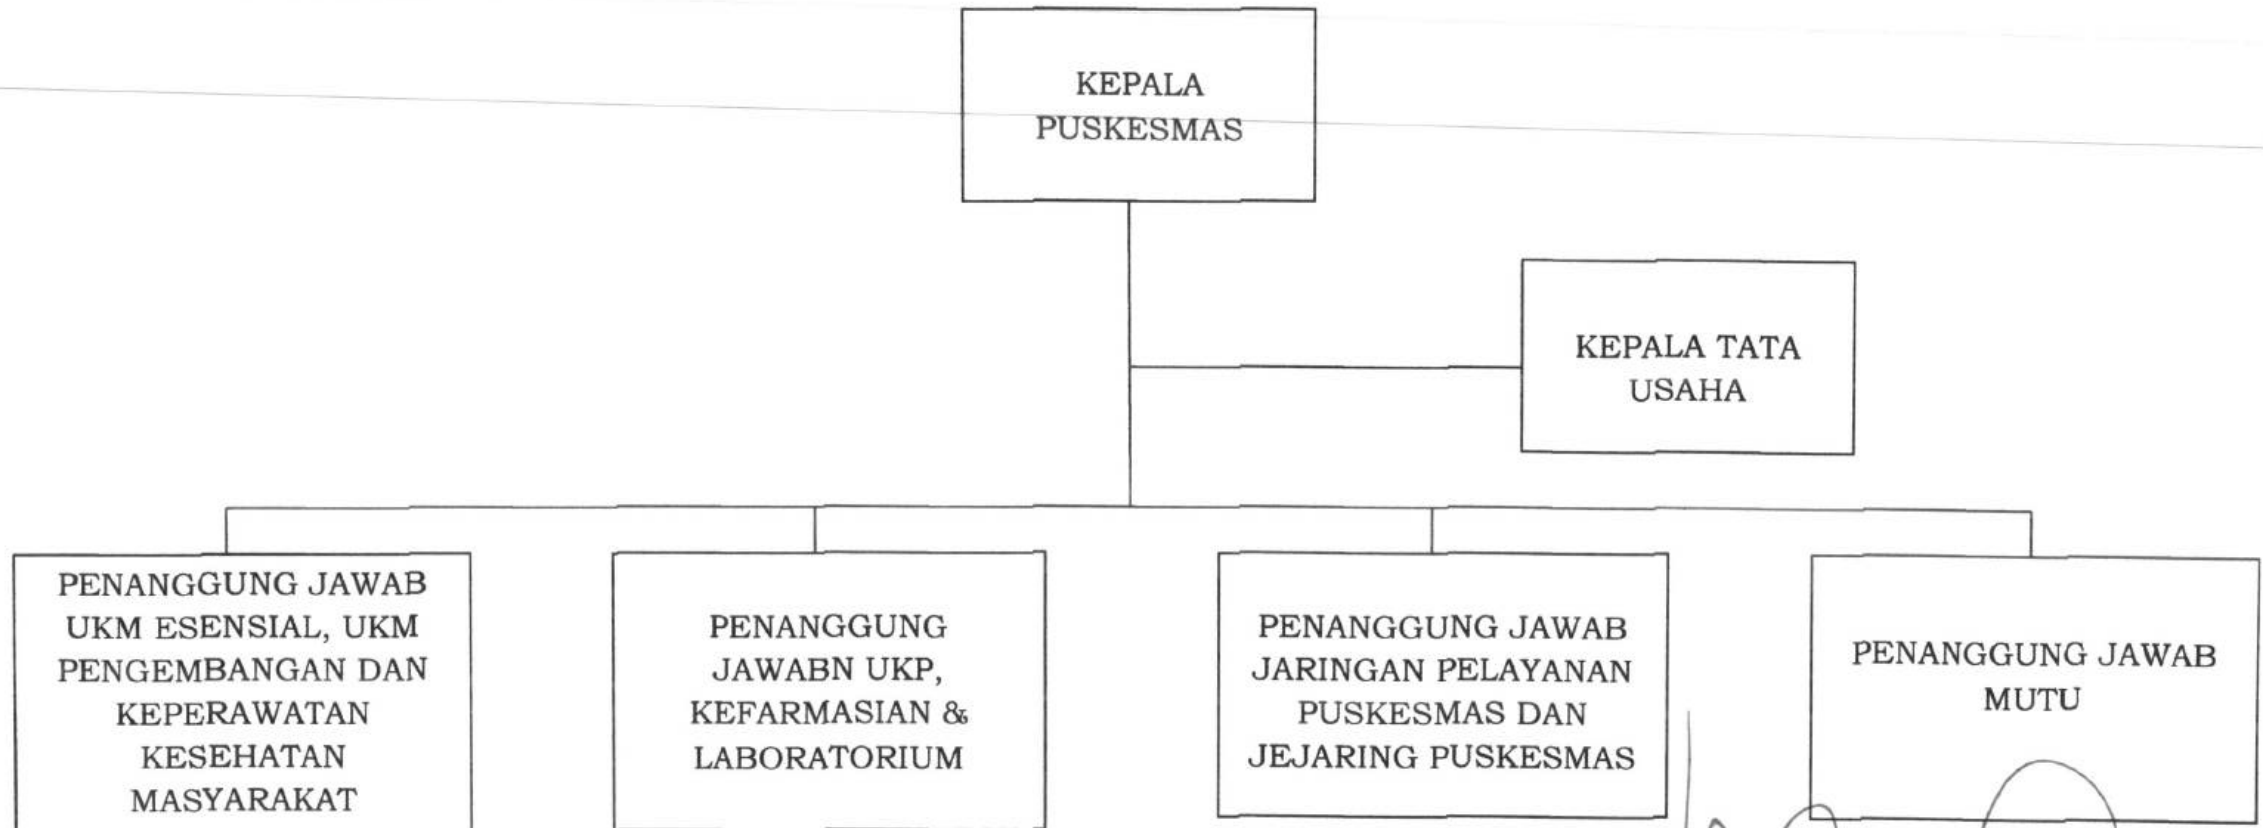 KEPALA
PUSKESMAS
KEPALA TATA
USAHA
PENANGGUNG JAWAB
UKM ESENSIAL, UKM
PENGEMBANGAN DAN
KEPERAWATAN
KESEHATAN
MASYARAKAT
PENANGGUNG
JAWABN UKP,
KEFARMASIAN &
LABORATORIUM
PENANGGUNG JAWAB
JARINGAN PELAYANAN
PUSKESMAS DAN
JEJARING PUSKESMAS
PENANGGUNG JAWAB
MUTU